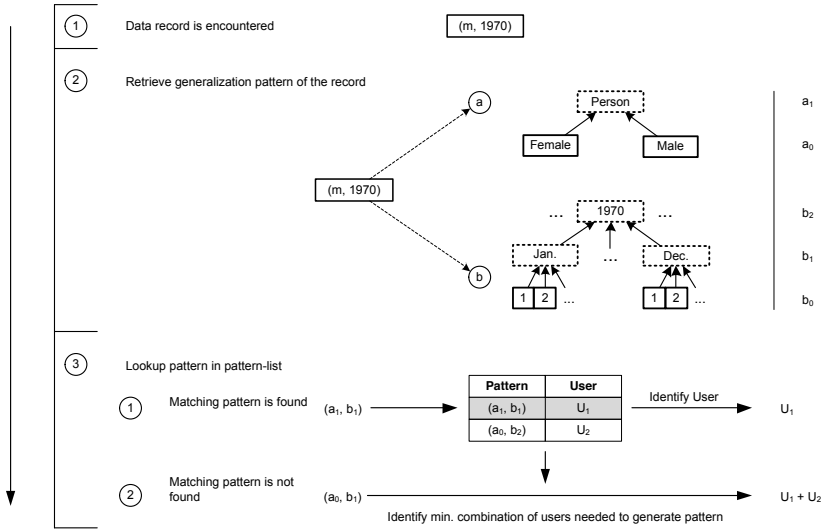 1 Data record is encountered (m, 1970)
2 Retrieve generalization pattern of the record
a Person a₁
Female Male a₀
(m, 1970)
... 1970 ... b₂
Jan. ... Dec. b₁
b
1 2 ... 1 2 ... b₀
3 Lookup pattern in pattern-list
Pattern User
1 Matching pattern is found (a₁, b₁) (a₁, b₁) U₁ Identify User U₁
(a₀, b₂) U₂
2 Matching pattern is not
found (a₀, b₁) U₁ + U₂
Identify min. combination of users needed to generate pattern